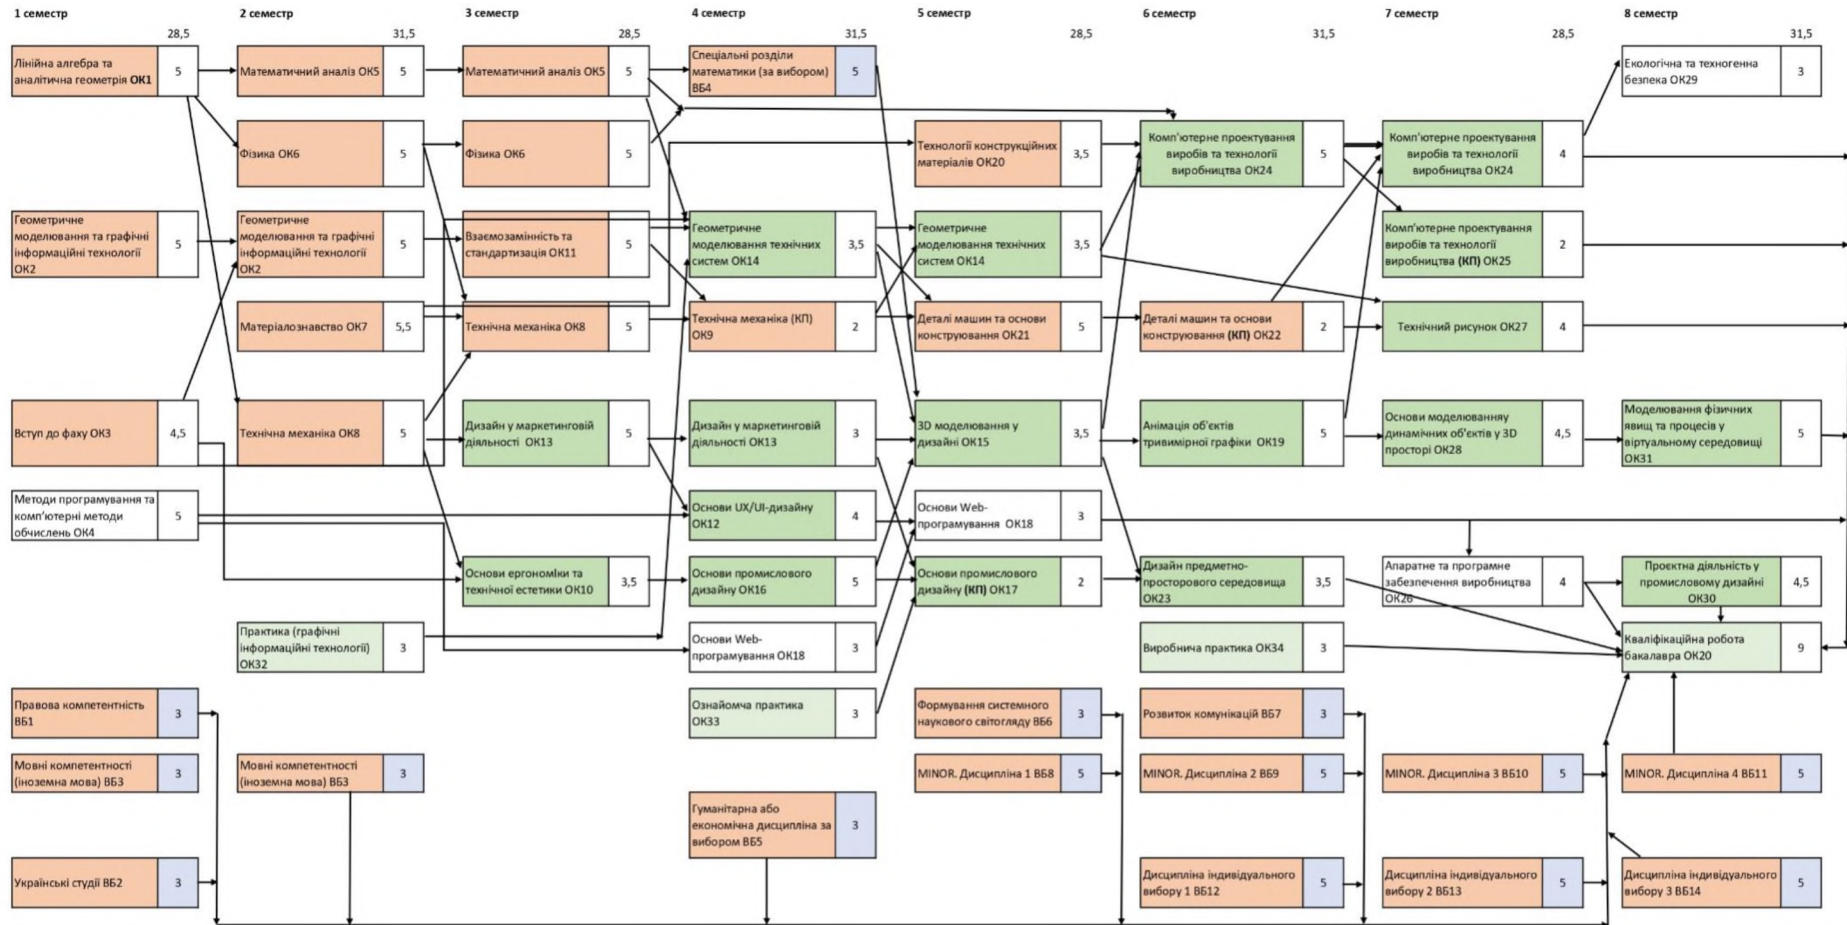 1 семестр
28,5
Лінійна алгебра та
аналітична геометрія ОК1
5
Геометричне
моделювання та графічні
інформаційні технології
ОК2
5
Вступ до фаху ОК3
4,5
Методи програмування та
комп'ютерні методи
обчислень ОК4
5
Правова компетентність
ВБ1
3
Мовні компетентності
(іноземна мова) ВБ3
3
Українські студії ВБ2
3
2 семестр
31,5
Математичний аналіз ОК5
5
Фізика ОК6
5
Геометричне
моделювання та графічні
інформаційні технології
ОК2
5
Матеріалознавство ОК7
5,5
Технічна механіка ОК8
5
Практика (графічні
інформаційні технології)
ОК32
3
Мовні компетентності
(іноземна мова) ВБ3
3
3 семестр
28,5
Математичний аналіз ОК5
5
Фізика ОК6
5
Взаємозамінність та
стандартизація ОК11
5
Технічна механіка ОК8
5
Дизайн у маркетинговій
діяльності ОК13
5
Основи ергономіки та
технічної естетики ОК10
3,5
4 семестр
31,5
Спеціальні розділи
математики (за вибором)
ВБ4
5
Геометричне
моделювання технічних
систем ОК14
3,5
Технічна механіка (КП)
ОК9
2
Дизайн у маркетинговій
діяльності ОК13
3
Основи UX/UI-дизайну
ОК12
4
Основи промислового
дизайну ОК16
5
Основи Web-
програмування ОК18
3
Ознайомча практика
ОК33
3
Гуманітарна або
економічна дисципліна за
вибором ВБ5
3
5 семестр
28,5
Технології конструкційних
матеріалів ОК20
3,5
Геометричне
моделювання технічних
систем ОК14
3,5
Деталі машин та основи
конструювання ОК21
5
3D моделювання у
дизайні ОК15
3,5
Основи Web-
програмування ОК18
3
Основи промислового
дизайну (КП) ОК17
2
Формування системного
наукового світогляду ВБ6
3
MINOR. Дисципліна 1 ВБ8
5
6 семестр
31,5
Комп'ютерне проектування
виробів та технології
виробництва ОК24
5
Деталі машин та основи
конструювання (КП) ОК22
2
Анімація об'єктів
тривимірної графіки ОК19
5
Дизайн предметно-
просторового середовища
ОК23
3,5
Виробнича практика ОК34
3
Розвиток комунікацій ВБ7
3
MINOR. Дисципліна 2 ВБ9
5
Дисципліна індивідуального
вибору 1 ВБ12
5
7 семестр
28,5
Комп'ютерне проектування
виробів та технології
виробництва ОК24
4
Комп'ютерне проектування
виробів та технології
виробництва (КП) ОК25
2
Технічний рисунок ОК27
4
Основи моделюванняу
динамічних об'єктів у 3D
просторі ОК28
4,5
Апаратне та програмне
забезпечення виробництва
ОК26
4
MINOR. Дисципліна 3 ВБ10
5
Дисципліна індивідуального
вибору 2 ВБ13
5
8 семестр
31,5
Екологічна та техногенна
безпека ОК29
3
Моделювання фізичних
явищ та процесів у
віртуальному середовищі
ОК31
5
Проєктна діяльність у
промисловому дизайні
ОК30
4,5
Кваліфікаційна робота
бакалавра ОК20
9
MINOR. Дисципліна 4 ВБ11
5
Дисципліна індивідуального
вибору 3 ВБ14
5